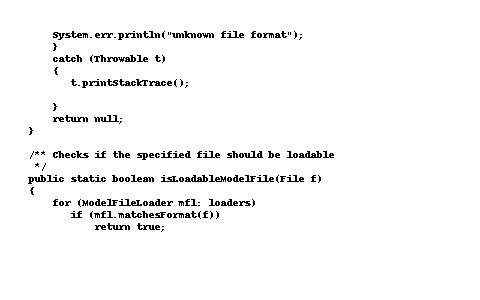 System.err.println("unknown file format");
}
catch (Throwable t)
{
t.printStackTrace();
}
return null;
}
/** Checks if the specified file should be loadable
*/
public static boolean isLoadableModelFile(File f)
{
for (ModelFileLoader mfl: loaders)
if (mfl.matchesFormat(f))
return true;